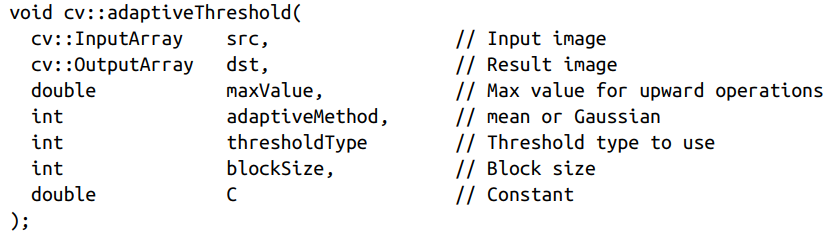 void cv::adaptiveThreshold(
  cv::InputArray   src,              // Input image
  cv::OutputArray  dst,              // Result image
  double           maxValue,         // Max value for upward operations
  int              adaptiveMethod,   // mean or Gaussian
  int              thresholdType     // Threshold type to use
  int              blockSize,        // Block size
  double           C                 // Constant
);